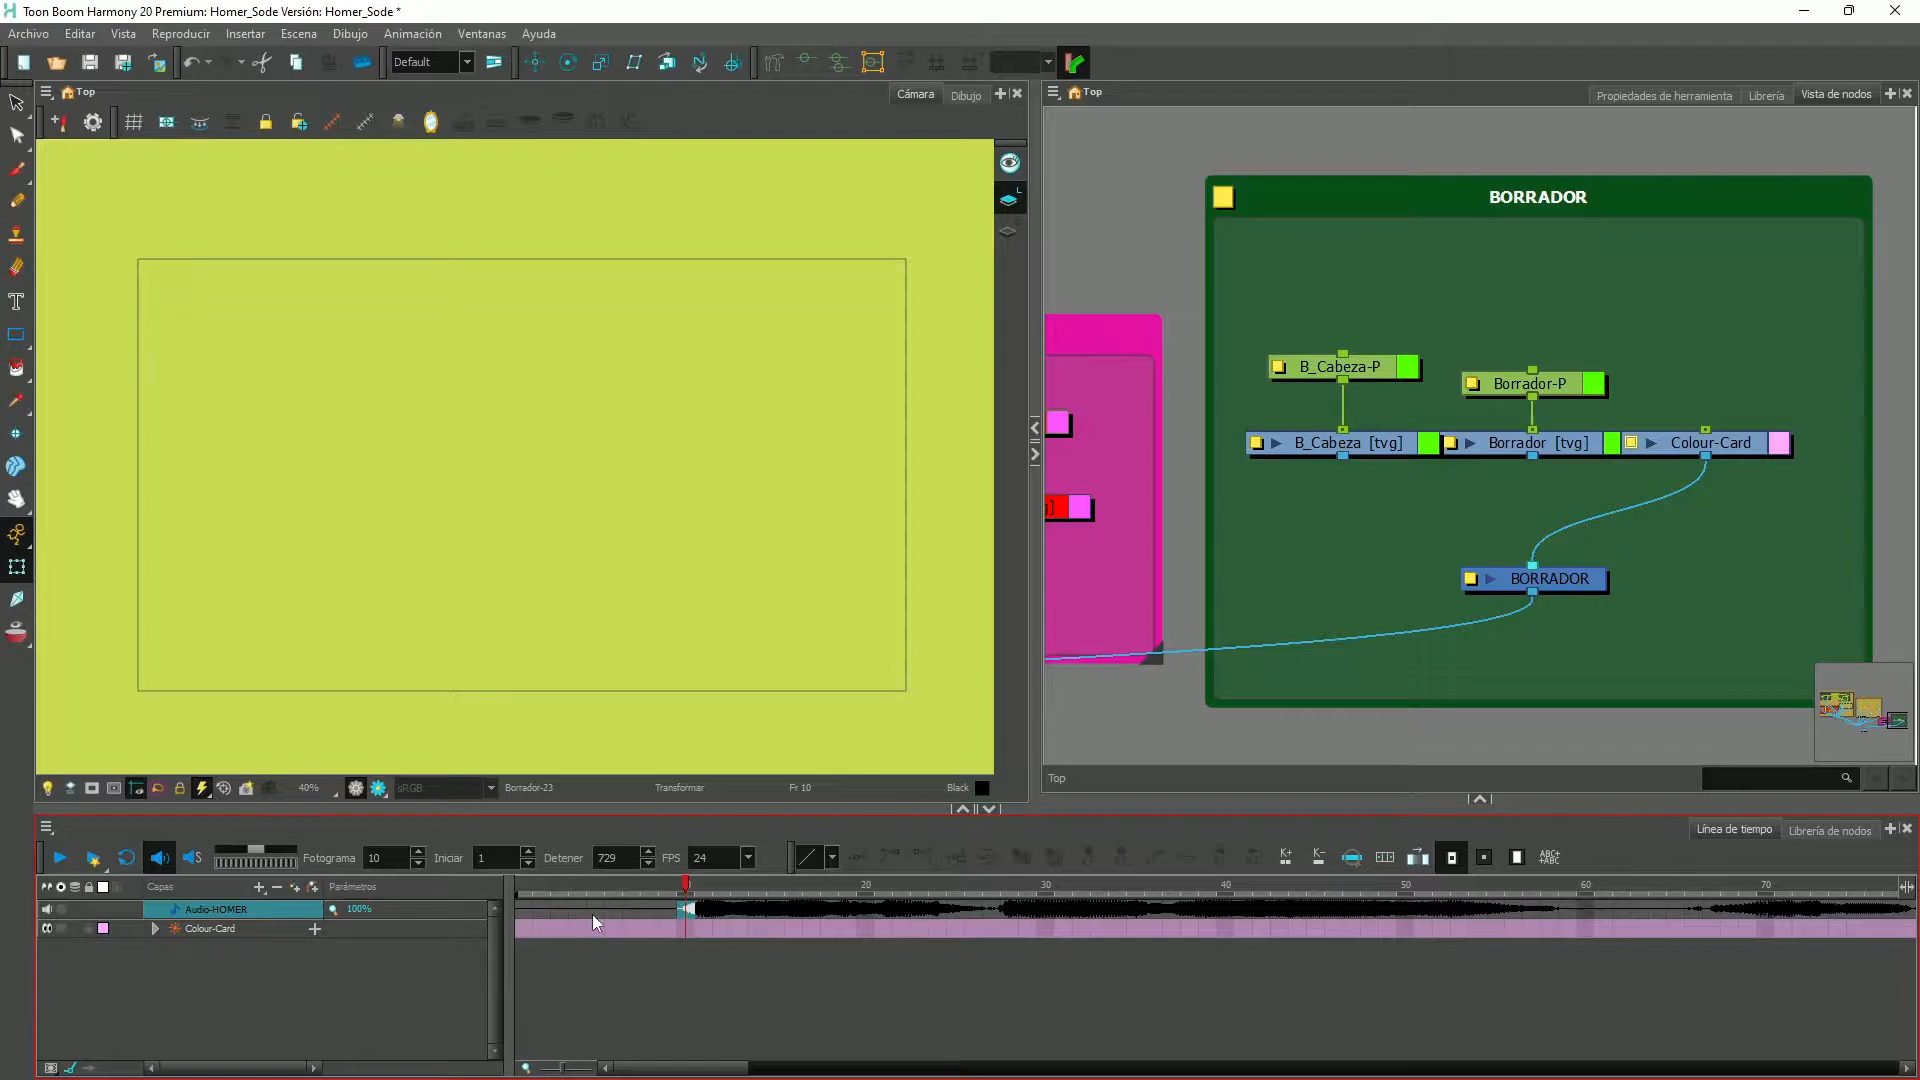 Toon Boom Harmony 20 Premium: Homer_Sode Versión: Homer_Sode *
Archivo Editar Vista Reproducir Insertar Escena Dibujo Animación Ventanas Ayuda
Default
Top
Cámara
Dibujo
Top
Propiedades de herramienta
Librería
Vista de nodos
BORRADOR
B_Cabeza-P
Borrador-P
B_Cabeza [tvg]
Borrador [tvg]
Colour-Card
BORRADOR
Top
40%
sRGB
Borrador-23
Transformar
Fr 10
Black
Línea de tiempo
Librería de nodos
Fotograma 10 Iniciar 1 Detener 729 FPS 24
K+
K-
ABC+
+ABC
Capas
Parámetros
20 30 40 50 60 70
Audio-HOMER
100%
Colour-Card